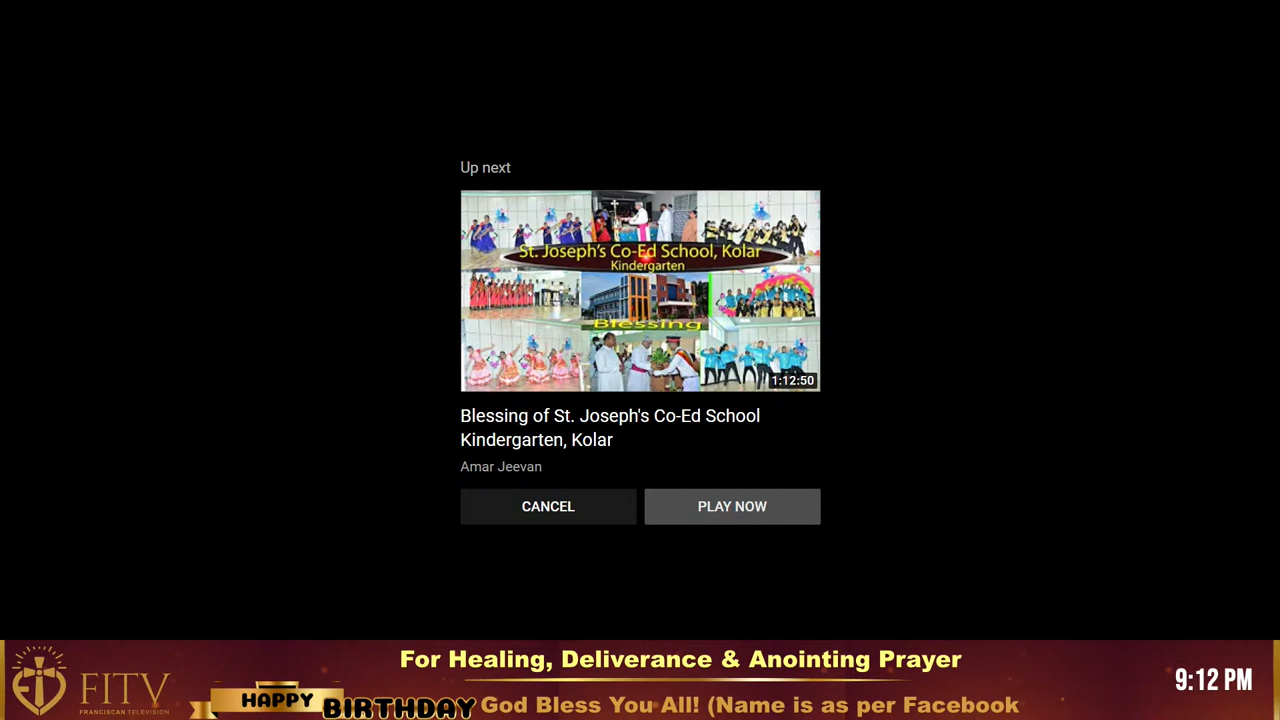 Up next
St. Joseph's Co-Ed School, Kolar
Kindergarten
Blessing
1:12:50
Blessing of St. Joseph's Co-Ed School
Kindergarten, Kolar
Amar Jeevan
CANCEL
PLAY NOW
For Healing, Deliverance & Anointing Prayer
FITV
FRANCISCAN TELEVISION
HAPPY
BIRTHDAY
God Bless You All! (Name is as per Facebook
9:12 PM